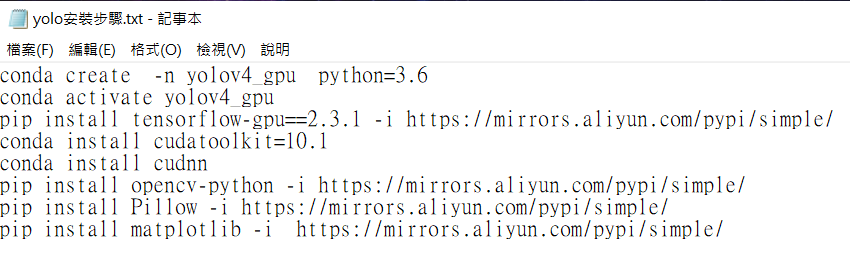 yolo安裝步驟.txt - 記事本
檔案(F) 編輯(E) 格式(O) 檢視(V) 說明
conda create  -n yolov4_gpu  python=3.6
conda activate yolov4_gpu
pip install tensorflow-gpu==2.3.1 -i https://mirrors.aliyun.com/pypi/simple/
conda install cudatoolkit=10.1
conda install cudnn
pip install opencv-python -i https://mirrors.aliyun.com/pypi/simple/
pip install Pillow -i https://mirrors.aliyun.com/pypi/simple/
pip install matplotlib -i  https://mirrors.aliyun.com/pypi/simple/